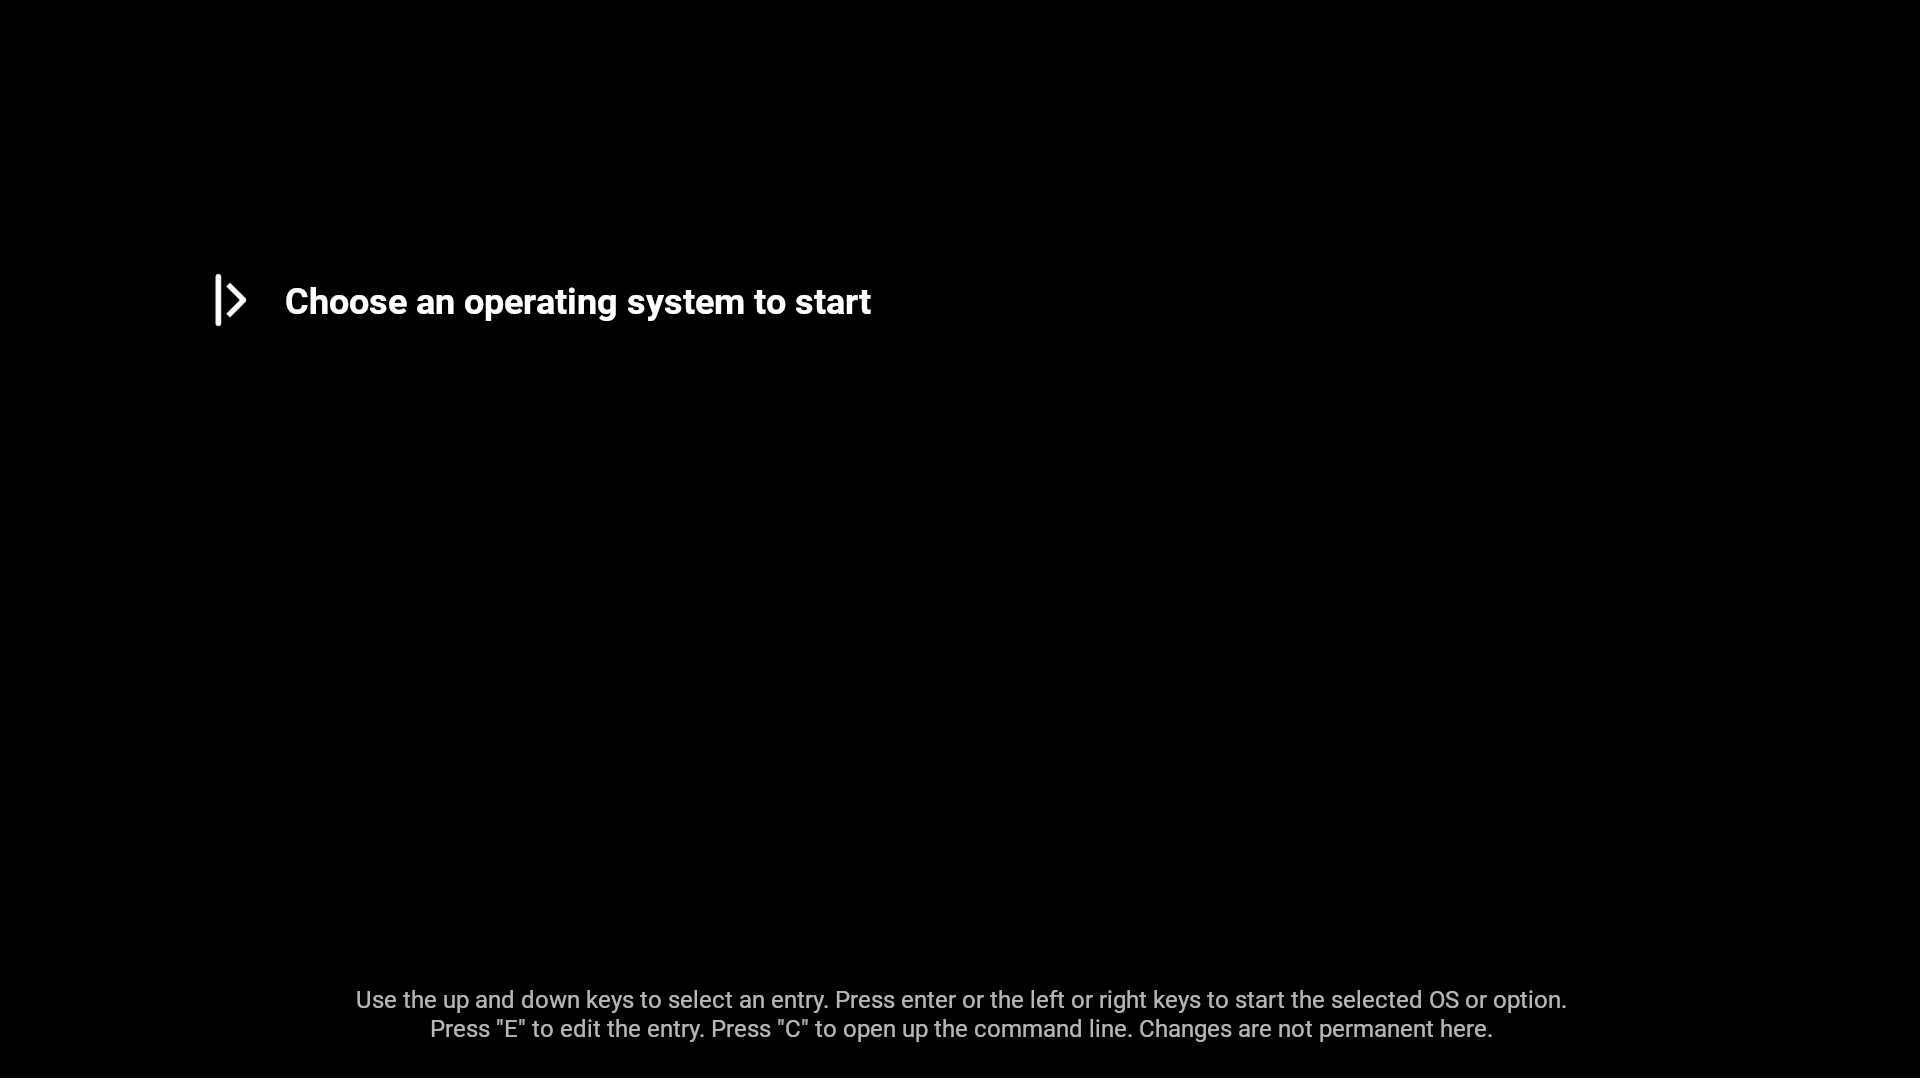 Choose an operating system to start
Use the up and down keys to select an entry. Press enter or the left or right keys to start the selected OS or option.
Press "E" to edit the entry. Press "C" to open up the command line. Changes are not permanent here.